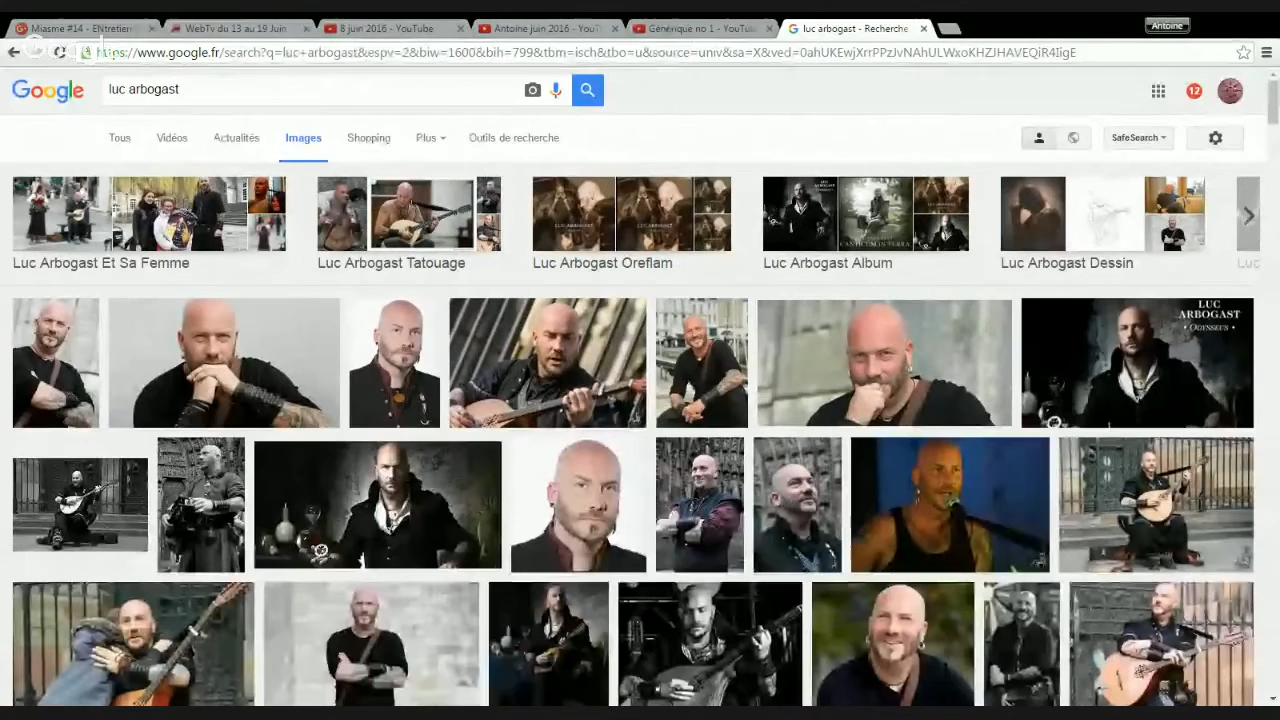 Miasme #14 - ENtretien
WebTv du 13 au 19 Juin
8 juin 2016 - YouTube
Antoine juin 2016 - YouT
Générique no 1 - YouTu
luc arbogast - Recherche
Antoine
https://www.google.fr/search?q=luc+arbogast&espv=2&biw=1600&bih=799&tbm=isch&tbo=u&source=univ&sa=X&ved=0ahUKEwjXrrPPzJvNAhULWxoKHZJHAVEQiR4IigE
Google
luc arbogast
12
Tous
Vidéos
Actualités
Images
Shopping
Plus
Outils de recherche
SafeSearch
Luc Arbogast Et Sa Femme
Luc Arbogast Tatouage
Luc Arbogast Oreflam
Luc Arbogast Album
Luc Arbogast Dessin
Luc
LUC
ARBOGAST
• ODYSSEUS •